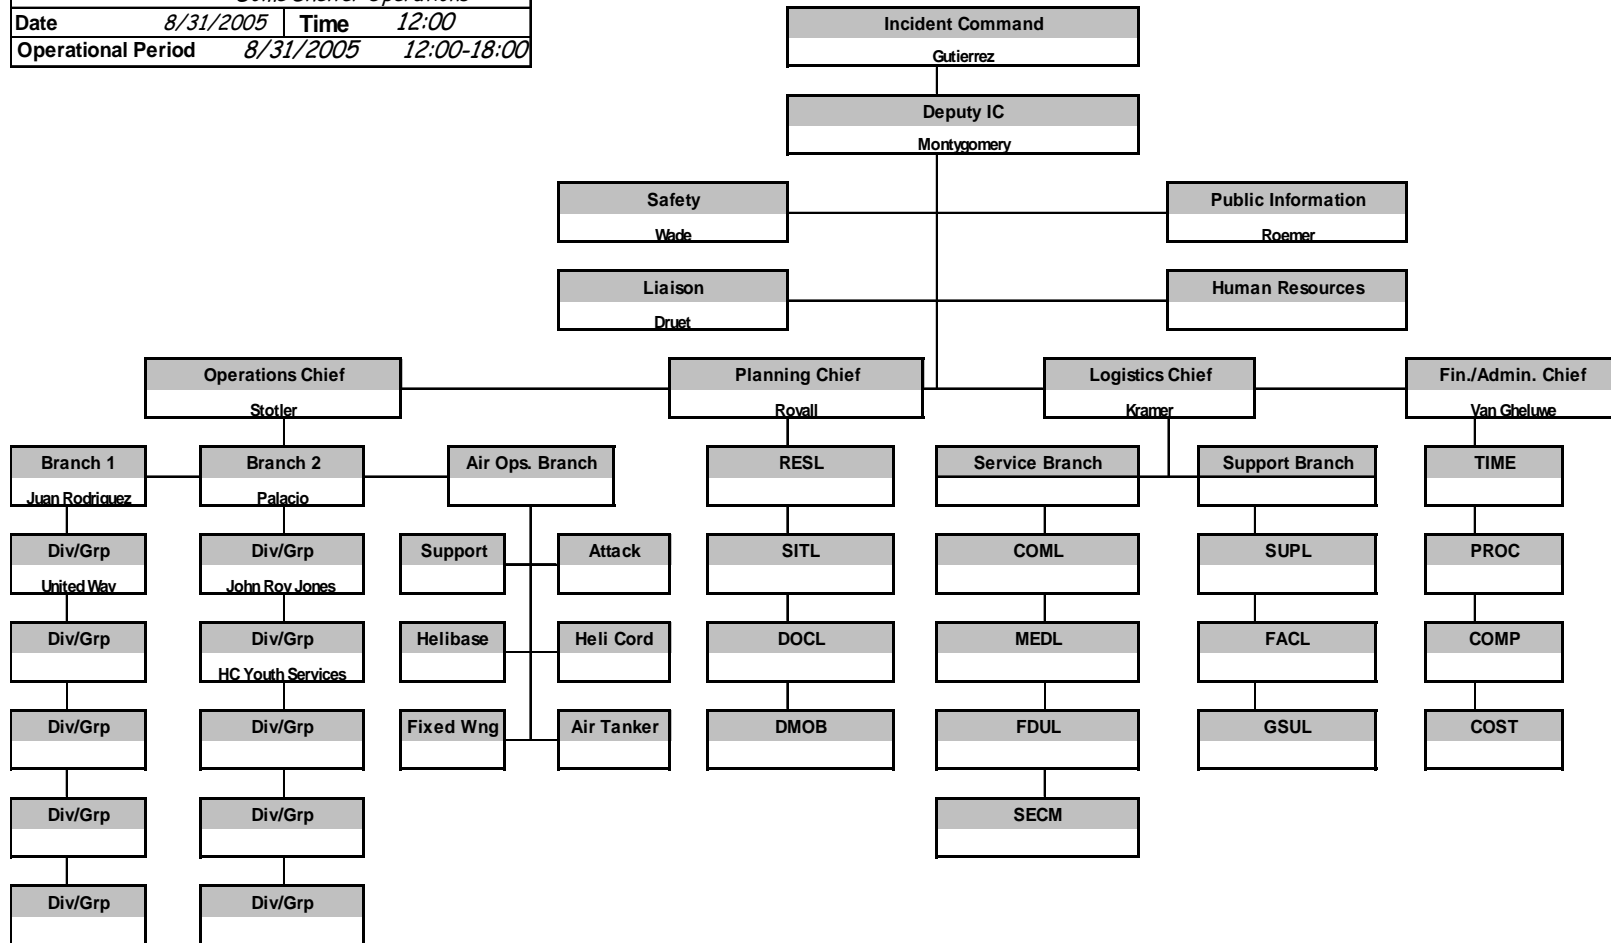 Date 8/31/2005 Time 12:00
Operational Period 8/31/2005 12:00-18:00
Incident Command
Gutierrez
Deputy IC
Montygomery
Safety
Wade
Public Information
Roemer
Liaison
Druet
Human Resources
Operations Chief
Stotler
Planning Chief
Royall
Logistics Chief
Kramer
Fin./Admin. Chief
Van Gheluwe
Branch 1
Juan Rodriguez
Branch 2
Palacio
Air Ops. Branch
RESL
Service Branch
Support Branch
TIME
Div/Grp
United Way
Div/Grp
John Roy Jones
Support
Attack
SITL
COML
SUPL
PROC
Div/Grp
Div/Grp
HC Youth Services
Helibase
Heli Cord
DOCL
MEDL
FACL
COMP
Div/Grp
Div/Grp
Fixed Wng
Air Tanker
DMOB
FDUL
GSUL
COST
Div/Grp
Div/Grp
SECM
Div/Grp
Div/Grp